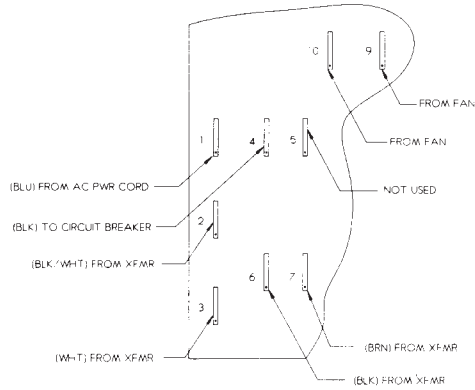 10 9
FROM FAN
FROM FAN
1 4 5
(BLU) FROM AC PWR CORD
NOT USED
(BLK) TO CIRCUIT BREAKER
2
(BLK/WHT) FROM XFMR
6 7
3
(BRN) FROM XFMR
(WHT) FROM XFMR
(BLK) FROM XFMR